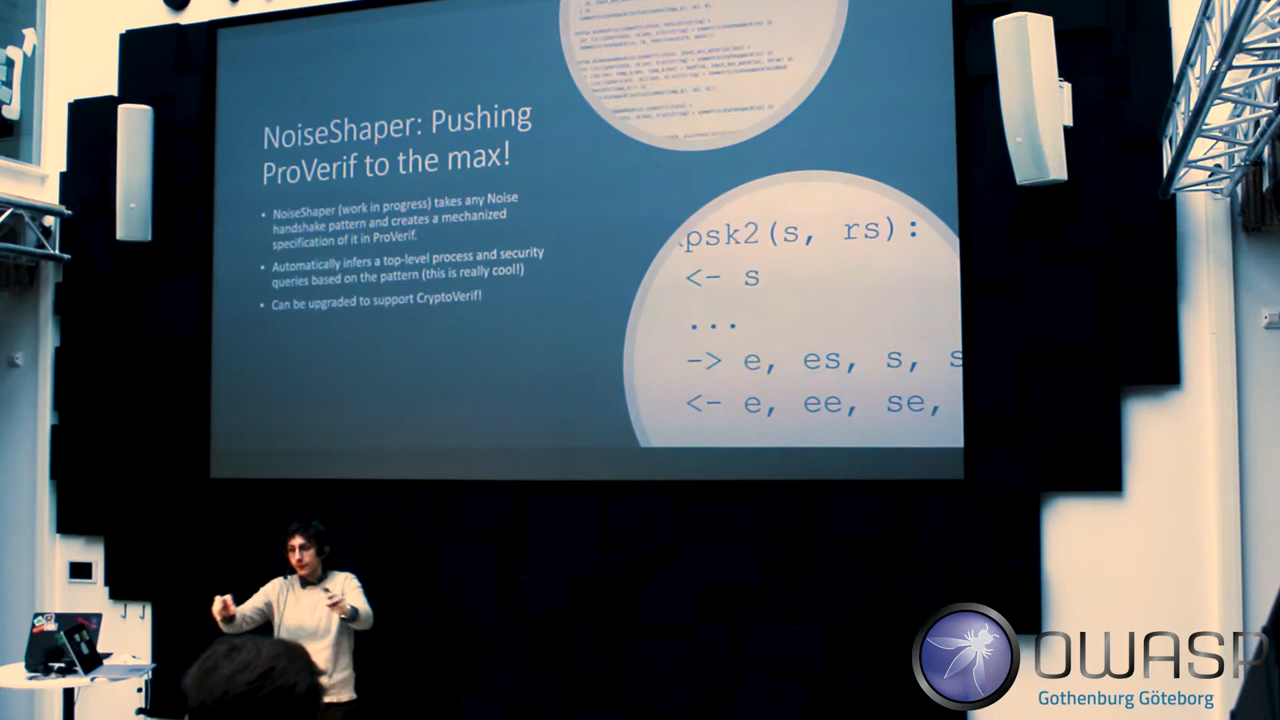 NoiseShaper: Pushing
ProVerif to the max!
• NoiseShaper (work in progress) takes any Noise
handshake pattern and creates a mechanized
specification of it in ProVerif.
• Automatically infers a top-level process and security
queries based on the pattern (this is really cool!)
• Can be upgraded to support CryptoVerif!
psk2(s, rs):
<- s
...
-> e, es, s, s
<- e, ee, se,
OWASP
Gothenburg Göteborg